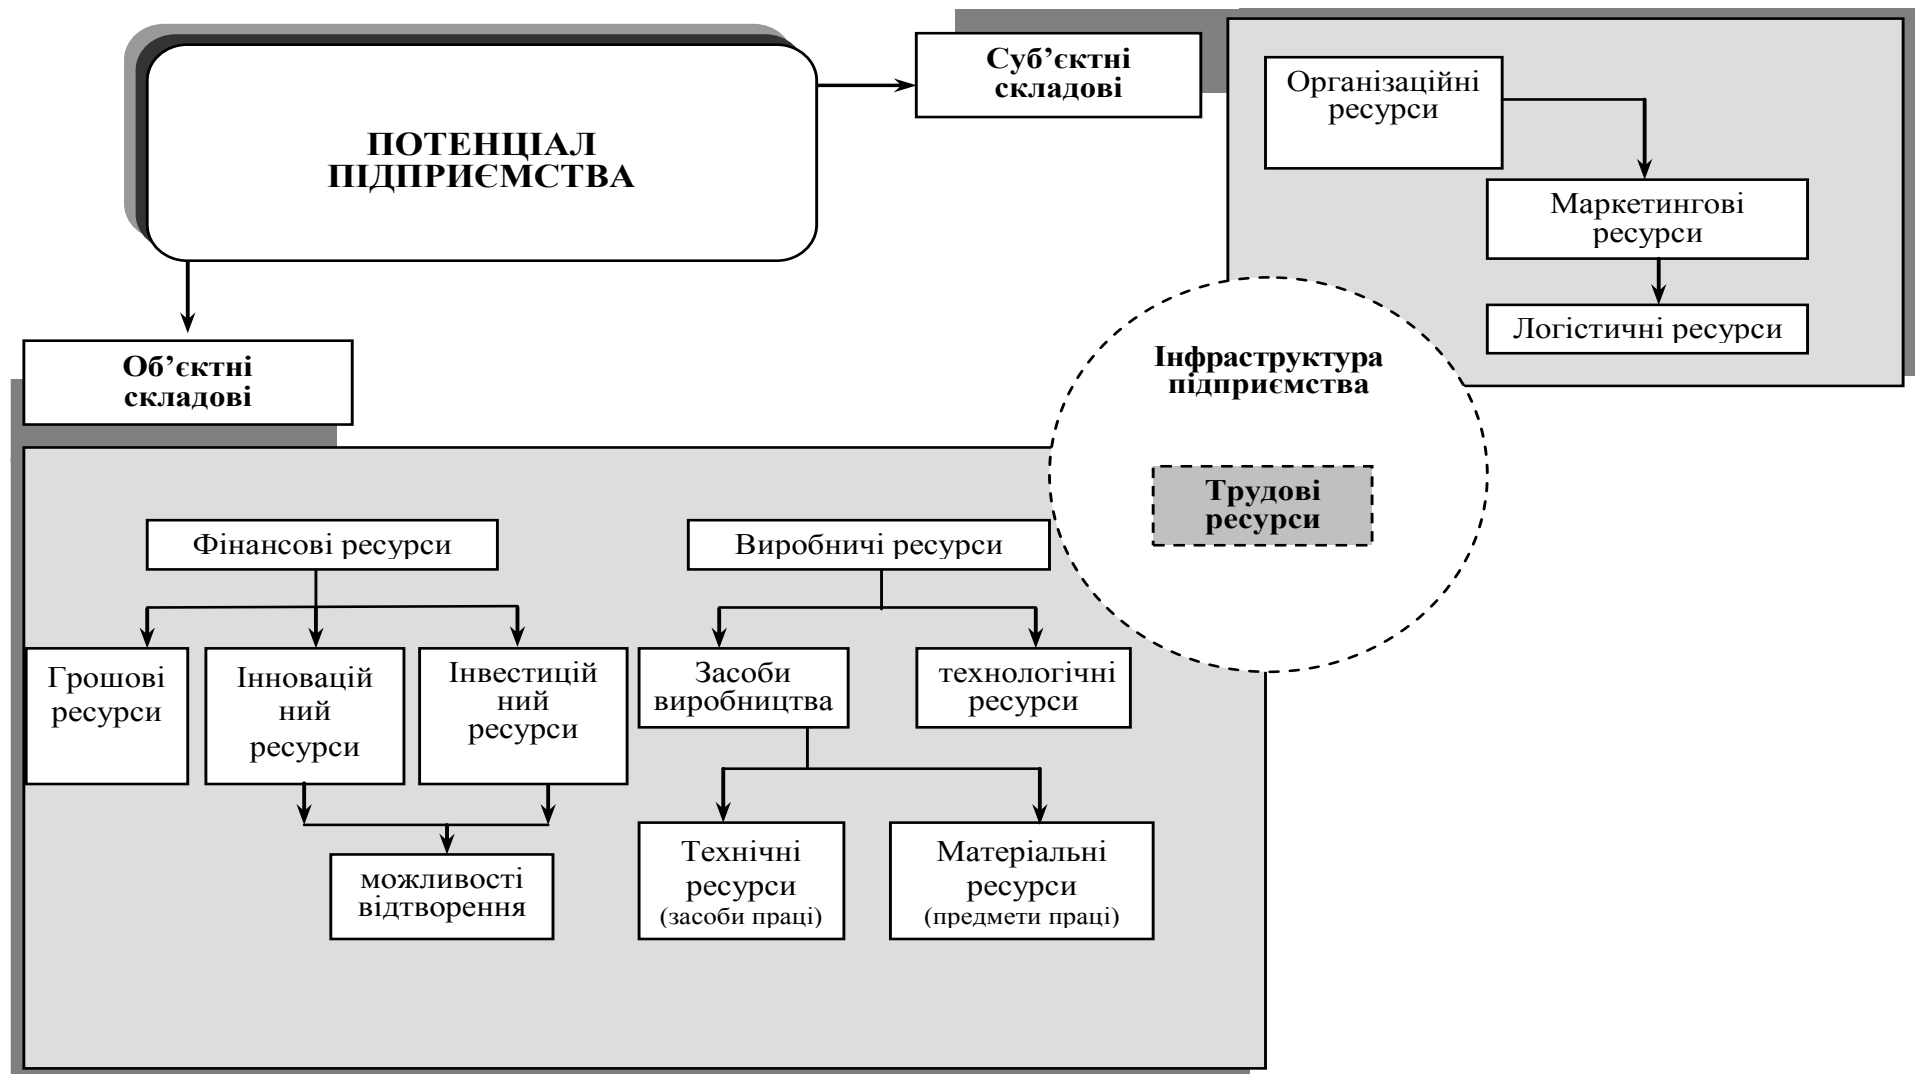 ПОТЕНЦІАЛ
ПІДПРИЄМСТВА
Суб’єктні
складові
Організаційні
ресурси
Маркетингові
ресурси
Логістичні ресурси
Інфраструктура
підприємства
Трудові
ресурси
Об’єктні
складові
Фінансові ресурси
Виробничі ресурси
Грошові
ресурси
Інновацій
ний
ресурси
Інвестицій
ний
ресурси
Засоби
виробництва
технологічні
ресурси
можливості
відтворення
Технічні
ресурси
(засоби праці)
Матеріальні
ресурси
(предмети праці)